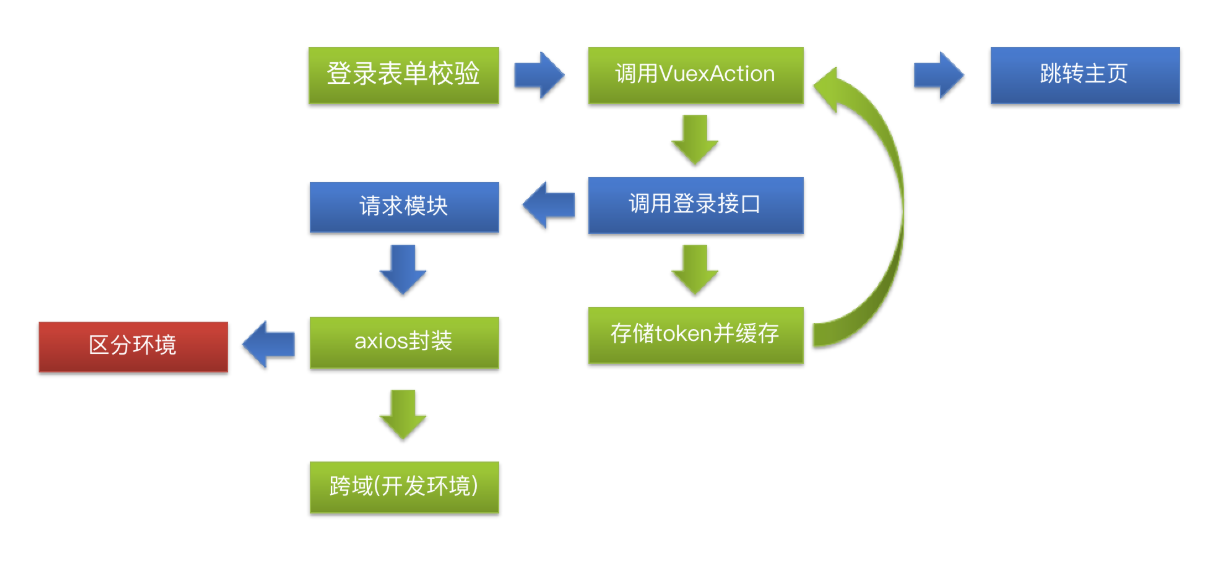 登录表单校验
调用VuexAction
跳转主页
请求模块
调用登录接口
区分环境
axios封装
存储token并缓存
跨域(开发环境)